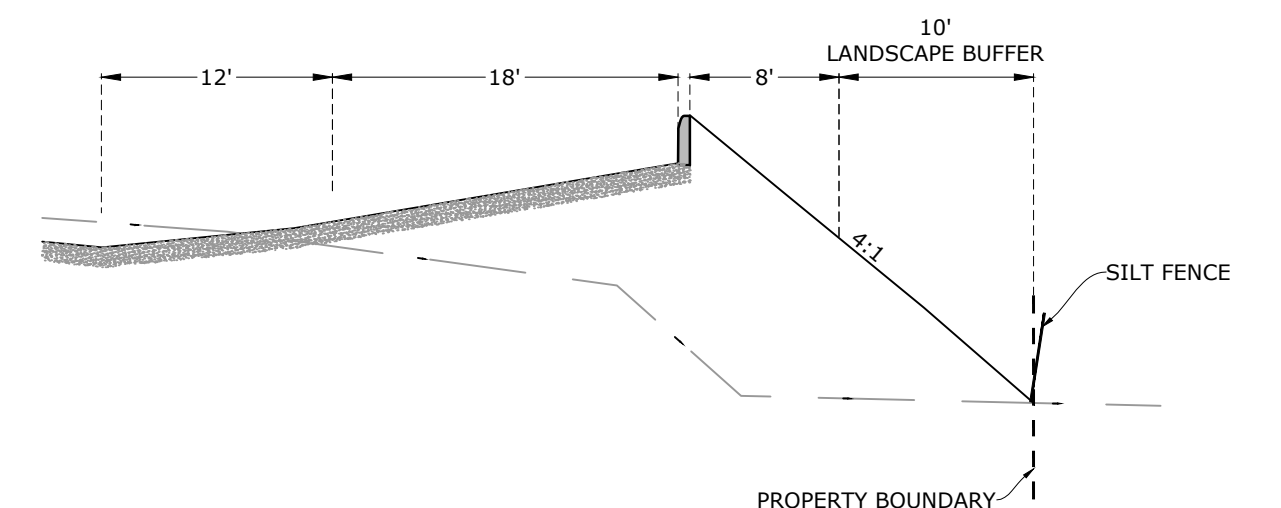 10'
LANDSCAPE BUFFER
12'
18'
8'
4:1
SILT FENCE
PROPERTY BOUNDARY